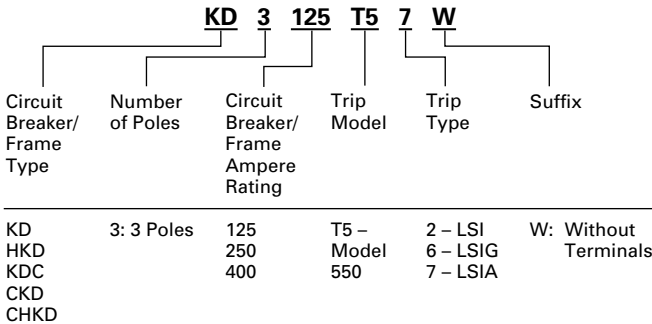 KD 3 125 T5 7 W
Circuit Breaker/ Frame Type
Number of Poles
Circuit Breaker/ Frame Ampere Rating
Trip Model
Trip Type
Suffix
KD
HKD
KDC
CKD
CHKD
3: 3 Poles
125
250
400
T5 –
Model
550
2 – LSI
6 – LSIG
7 – LSIA
W: Without
Terminals